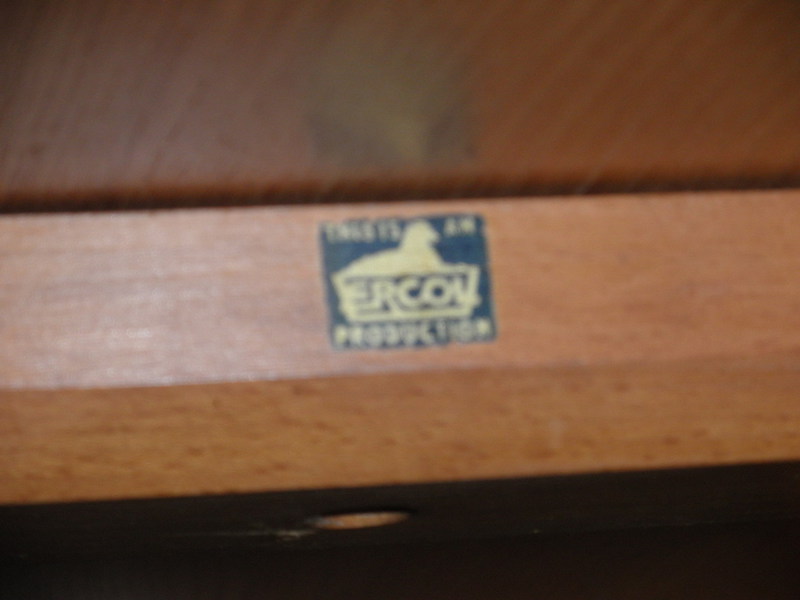 THIS IS AN
ERCOL
PRODUCTION